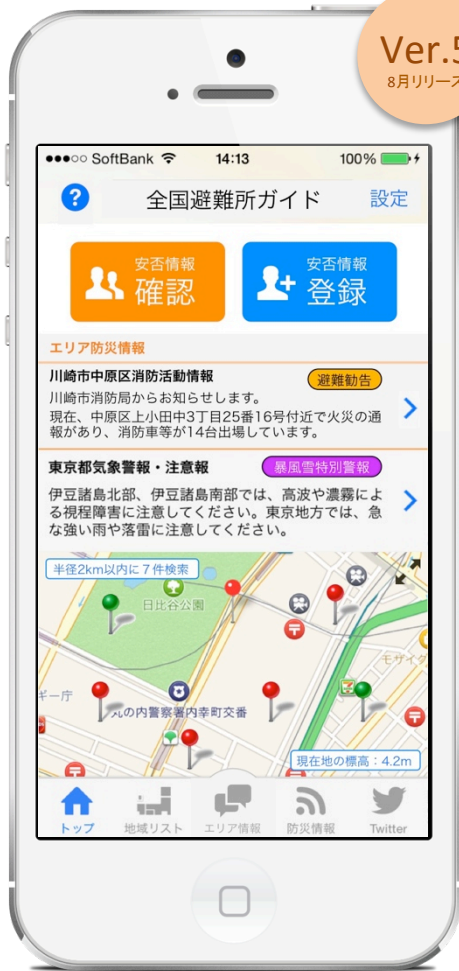 Ver.5
8月リリース
SoftBank 14:13 100%
?
全国避難所ガイド
設定
安否情報
確認
安否情報
登録
エリア防災情報
川崎市中原区消防活動情報
避難勧告
川崎市消防局からお知らせします。
現在、中原区上小田中3丁目25番16号付近で火災の通
報があり、消防車等が14台出場しています。
東京都気象警報・注意報
暴風雪特別警報
伊豆諸島北部、伊豆諸島南部では、高波や濃霧によ
る視程障害に注意してください。東京地方では、急
な強い雨や落雷に注意してください。
半径2km以内に7件検索
日比谷公園
モザイク
ギー庁
丸の内警察署内幸町交番
現在地の標高：4.2m
トップ
地域リスト
エリア情報
防災情報
Twitter